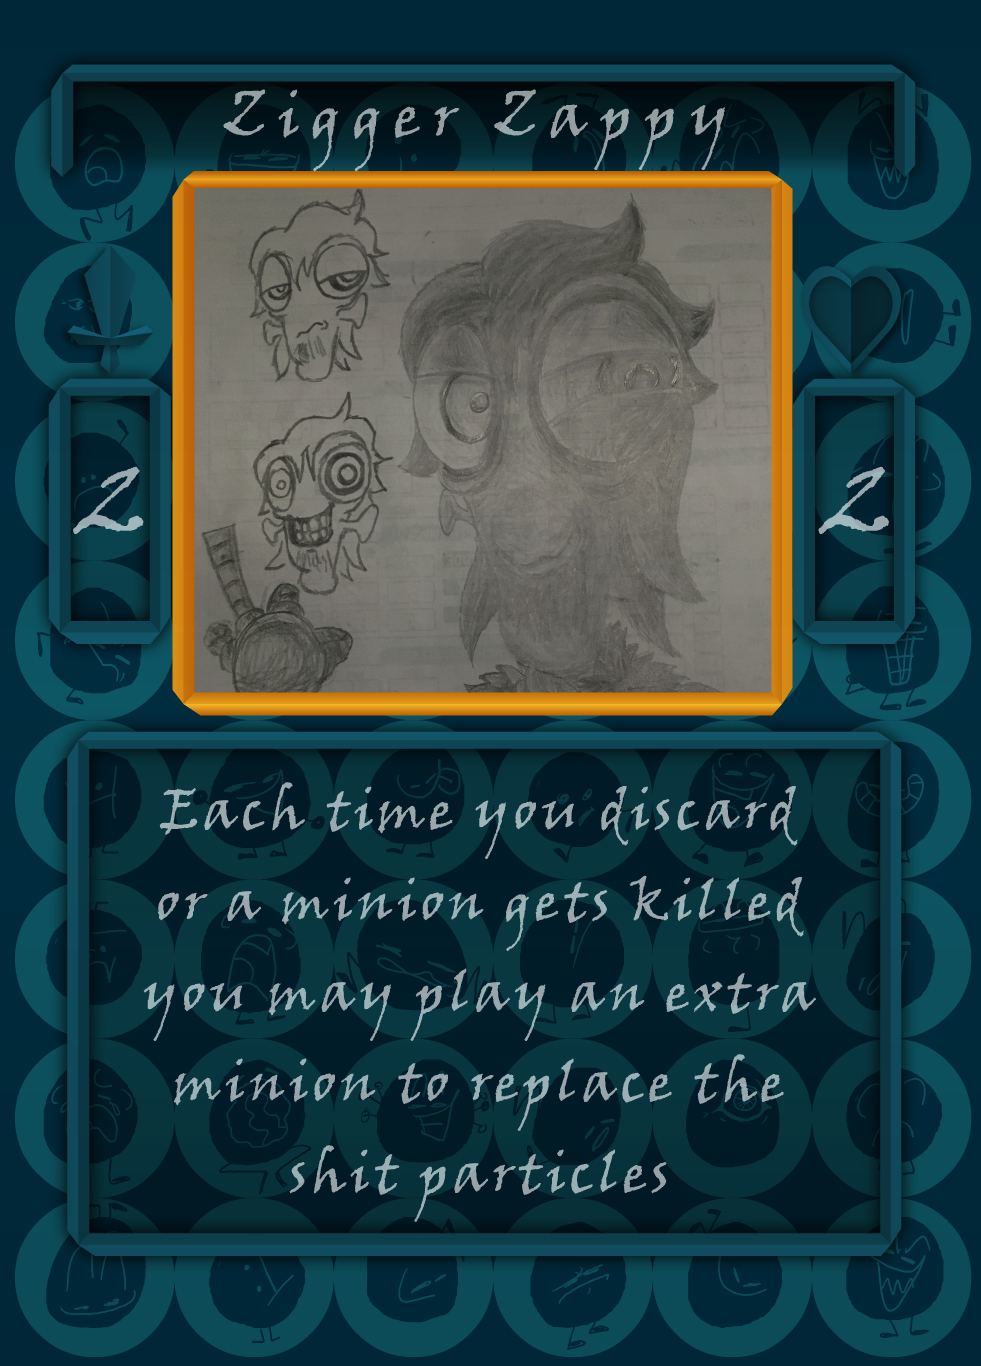 Zigger Zappy
2
2
Each time you discard
or a minion gets killed
you may play an extra
minion to replace the
shit particles